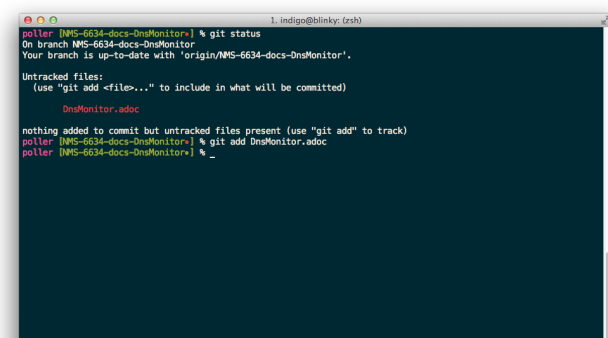 1. indigo@blinky: (zsh)
poller [NMS-6634-docs-DnsMonitor•] % git status
On branch NMS-6634-docs-DnsMonitor
Your branch is up-to-date with 'origin/NMS-6634-docs-DnsMonitor'.
Untracked files:
(use "git add <file>..." to include in what will be committed)
DnsMonitor.adoc
nothing added to commit but untracked files present (use "git add" to track)
poller [NMS-6634-docs-DnsMonitor•] % git add DnsMonitor.adoc
poller [NMS-6634-docs-DnsMonitor•] % _